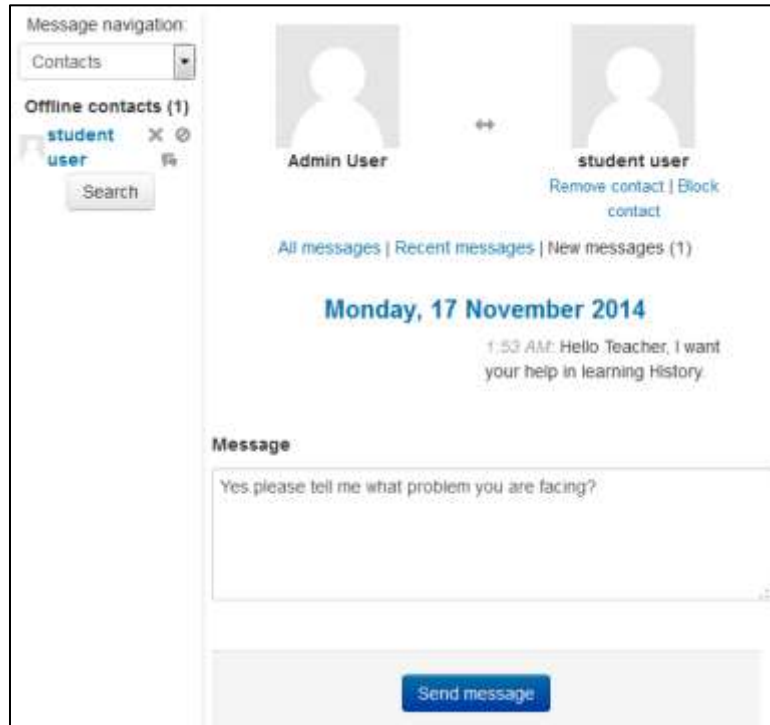 Message navigation:
Contacts
Offline contacts (1)
student
user
Search
Admin User
student user
Remove contact | Block
contact
All messages | Recent messages | New messages (1)
Monday, 17 November 2014
1:53 AM: Hello Teacher, I want
your help in learning History.
Message
Yes please tell me what problem you are facing?
Send message